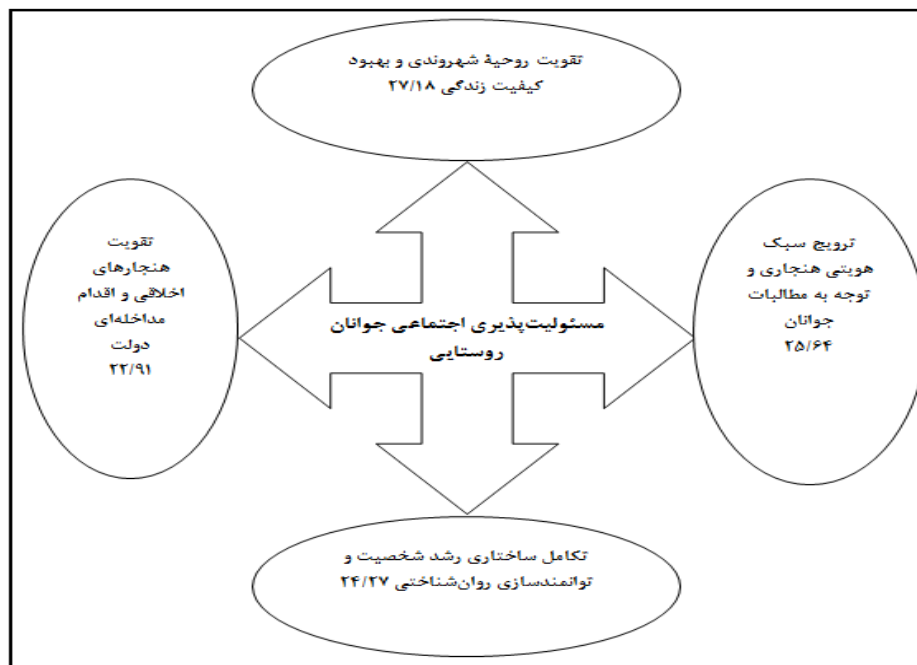 تقویت روحیهٔ شهروندی و بهبود
کیفیت زندگی ۲۷/۱۸
ترویج سبک
هویتی هنجاری و
توجه به مطالبات
جوانان
۲۵/۶۴
مسئولیت‌پذیری اجتماعی جوانان
روستایی
تقویت
هنجارهای
اخلاقی و اقدام
مداخله‌ای
دولت
۲۲/۹۱
تکامل ساختاری رشد شخصیت و
توانمندسازی روان‌شناختی ۲۴/۲۷